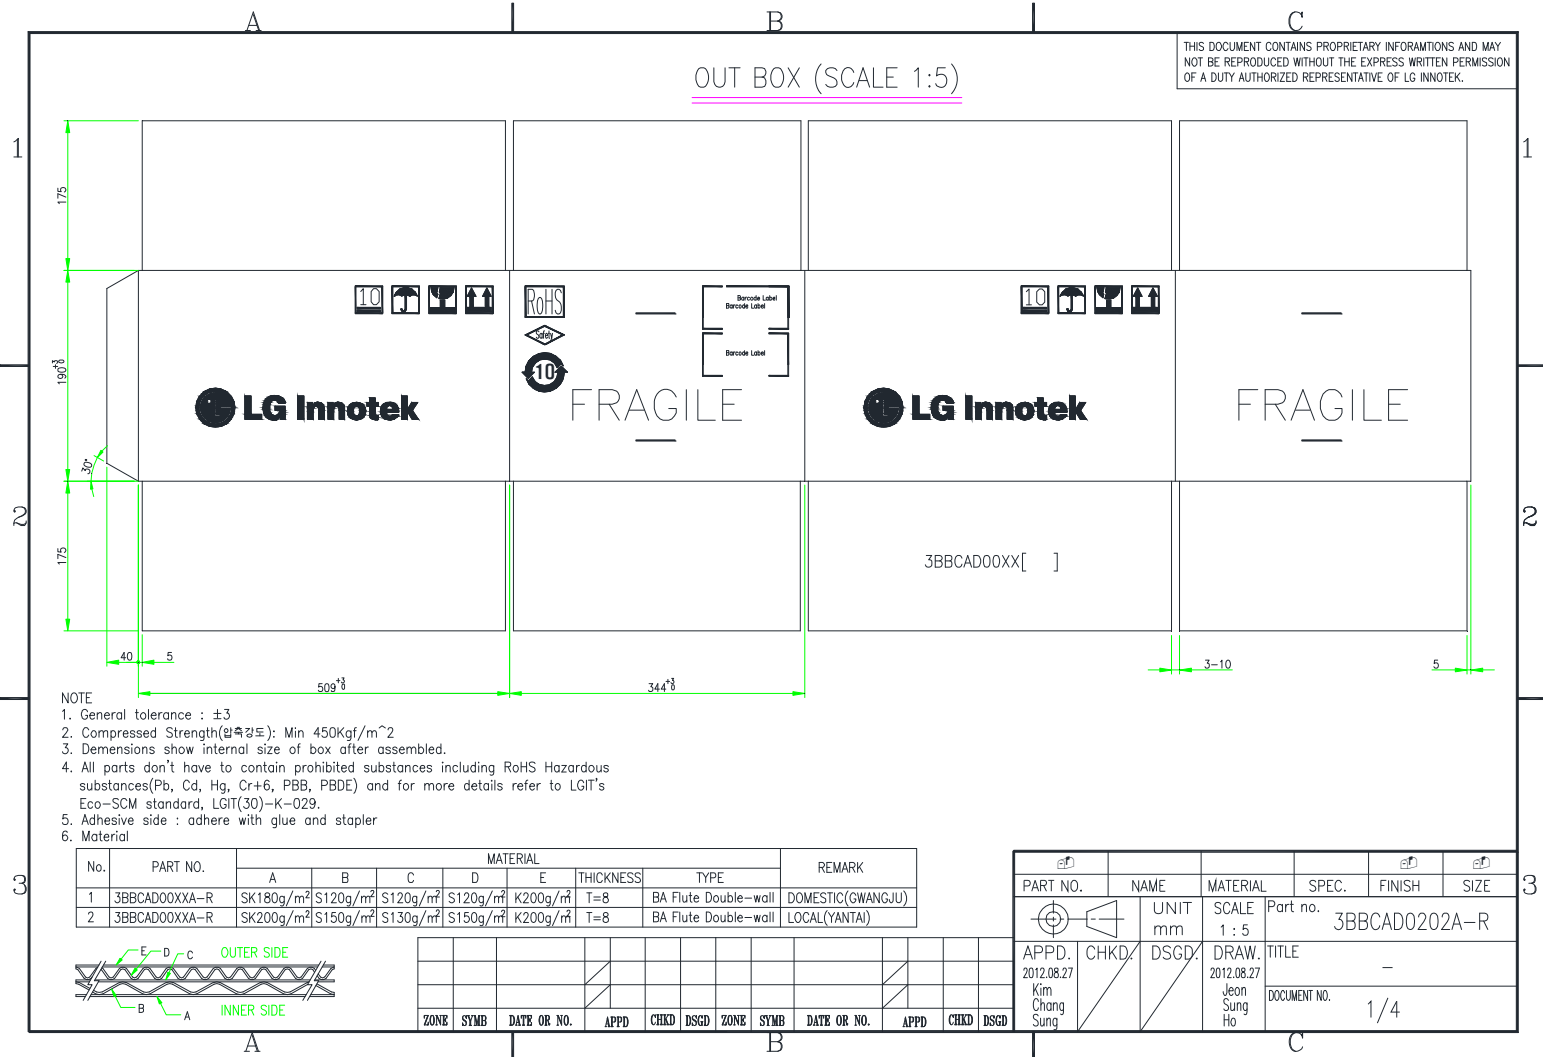 A B C
THIS DOCUMENT CONTAINS PROPRIETARY INFORAMTIONS AND MAY
NOT BE REPRODUCED WITHOUT THE EXPRESS WRITTEN PERMISSION
OF A DUTY AUTHORIZED REPRESENTATIVE OF LG INNOTEK.
OUT BOX (SCALE 1:5)
1 1
175
10
RoHS
Barcode Label
Barcode Label
10
Safety
Barcode Label
190 +3 0
10
LG Innotek
FRAGILE
LG Innotek
FRAGILE
30°
2 2
175
3BBCAD00XX[ ]
40 5
3-10 5
509 +3 0
344 +3 0
NOTE
1. General tolerance : ±3
2. Compressed Strength(압축강도): Min 450Kgf/m^2
3. Demensions show internal size of box after assembled.
4. All parts don't have to contain prohibited substances including RoHS Hazardous
substances(Pb, Cd, Hg, Cr+6, PBB, PBDE) and for more details refer to LGIT's
Eco-SCM standard, LGIT(30)-K-029.
5. Adhesive side : adhere with glue and stapler
6. Material
No. PART NO. MATERIAL REMARK
A B C D E THICKNESS TYPE
1 3BBCAD00XXA-R SK180g/m² S120g/m² S120g/m² S120g/m² K200g/m² T=8 BA Flute Double-wall DOMESTIC(GWANGJU)
2 3BBCAD00XXA-R SK200g/m² S150g/m² S130g/m² S150g/m² K200g/m² T=8 BA Flute Double-wall LOCAL(YANTAI)
3 3
E D C OUTER SIDE
B A INNER SIDE
ZONE SYMB DATE OR NO. APPD CHKD DSGD ZONE SYMB DATE OR NO. APPD CHKD DSGD
PART NO. NAME MATERIAL SPEC. FINISH SIZE
UNIT
mm
SCALE
1 : 5
Part no.
3BBCAD0202A-R
APPD. CHKD. DSGD. DRAW.
2012.08.27
Kim
Chang
Sung
2012.08.27
Jeon
Sung
Ho
TITLE
-
DOCUMENT NO.
1/4
A B C